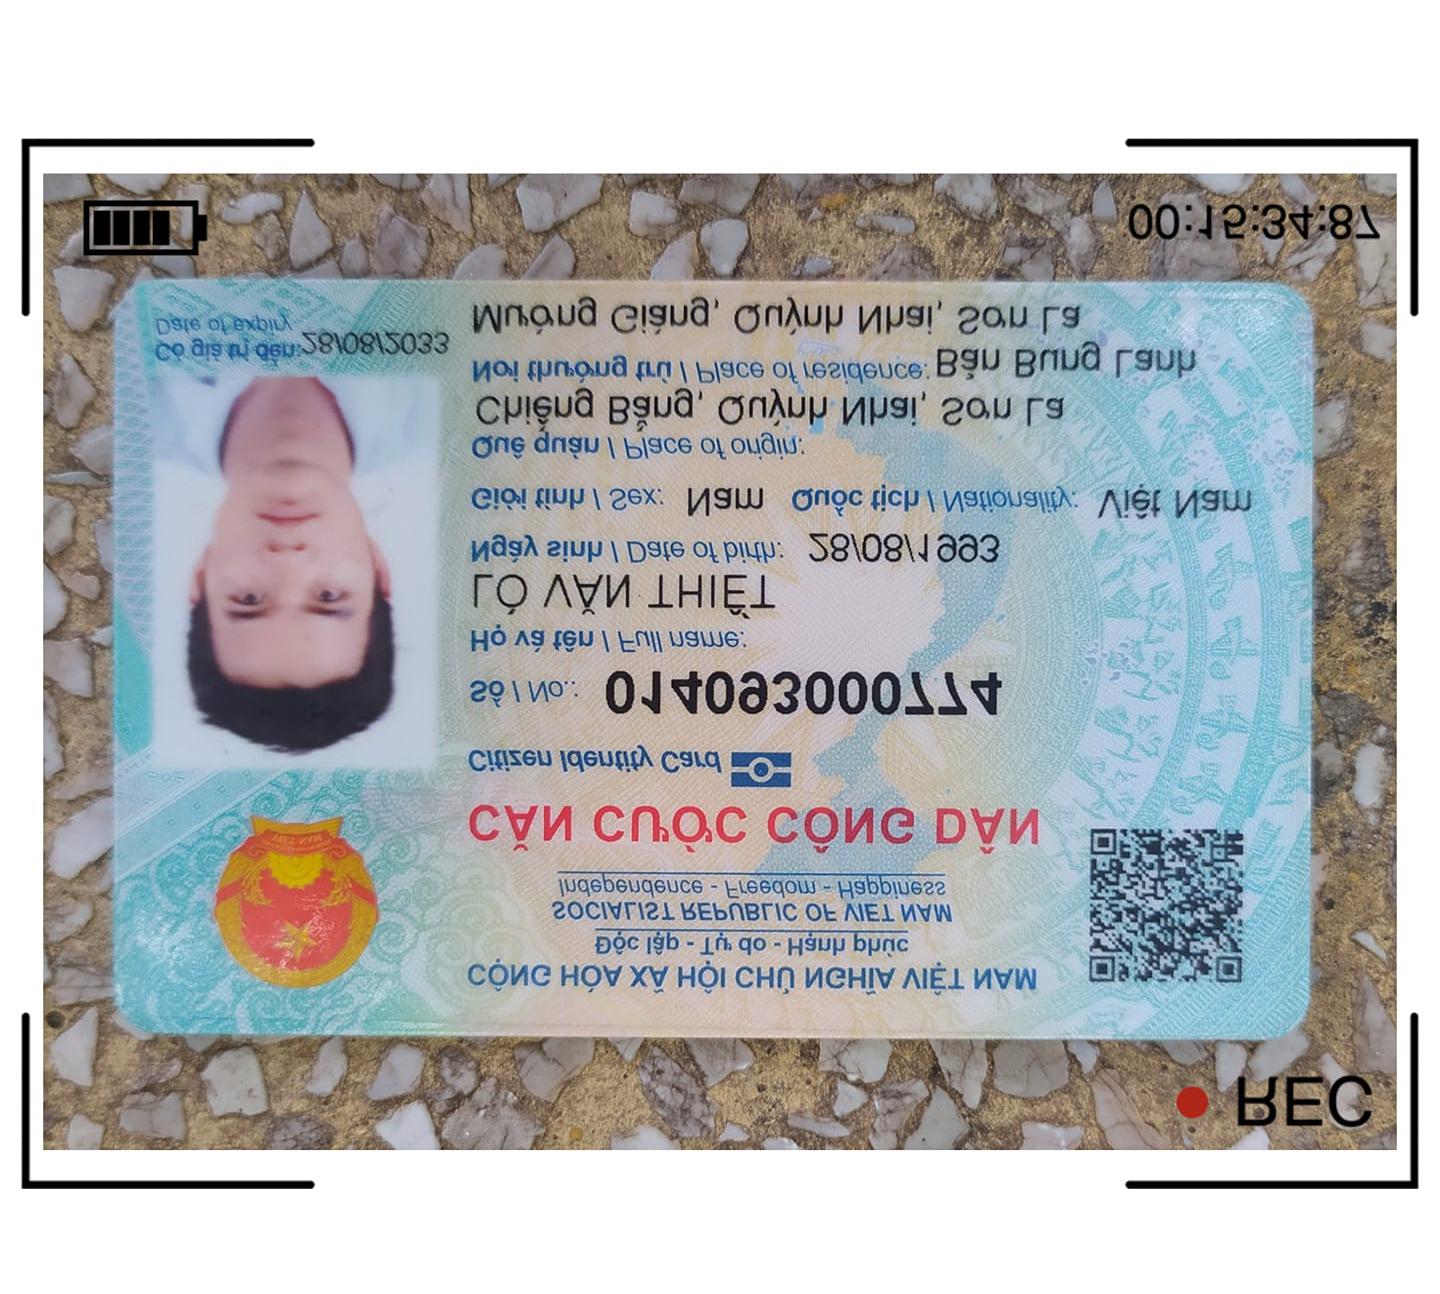 REC
CỘNG HÒA XÃ HỘI CHỦ NGHĨA VIỆT NAM
Độc lập - Tự do - Hạnh phúc
SOCIALIST REPUBLIC OF VIET NAM
Independence - Freedom - Happiness
CĂN CƯỚC CÔNG DÂN
Citizen Identity Card
Số / No.: 014093000774
Họ và tên / Full name:
LÒ VĂN THIẾT
Ngày sinh / Date of birth: 28/08/1993
Giới tính / Sex: Nam Quốc tịch / Nationality: Việt Nam
Quê quán / Place of origin:
Chiềng Bằng, Quỳnh Nhai, Sơn La
Nơi thường trú / Place of residence: Bản Bung Lanh
Mường Giàng, Quỳnh Nhai, Sơn La
Có giá trị đến: 28/08/2033
Date of expiry
00:15:34:87